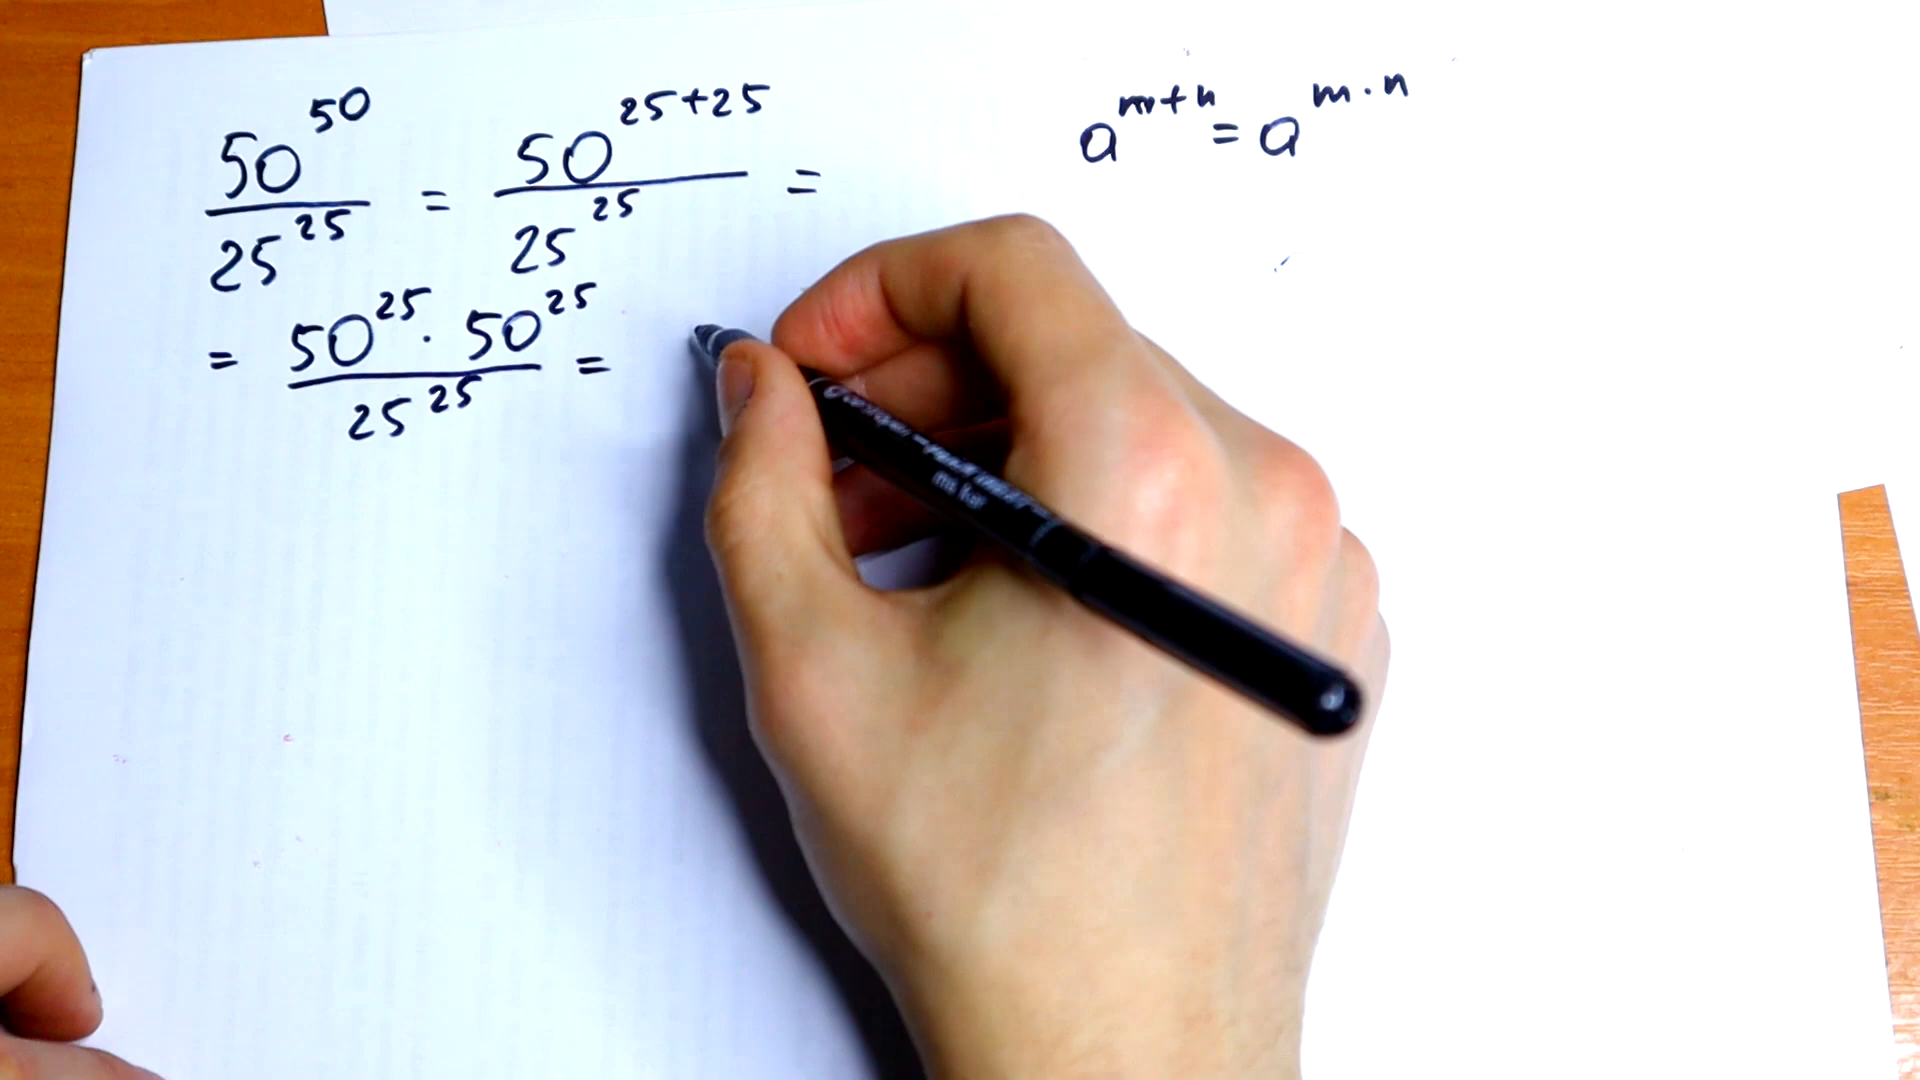 50^50 / 25^25 = 50^(25+25) / 25^25 =
= 50^25 · 50^25 / 25^25 =
a^(m+n) = a^(m·n)